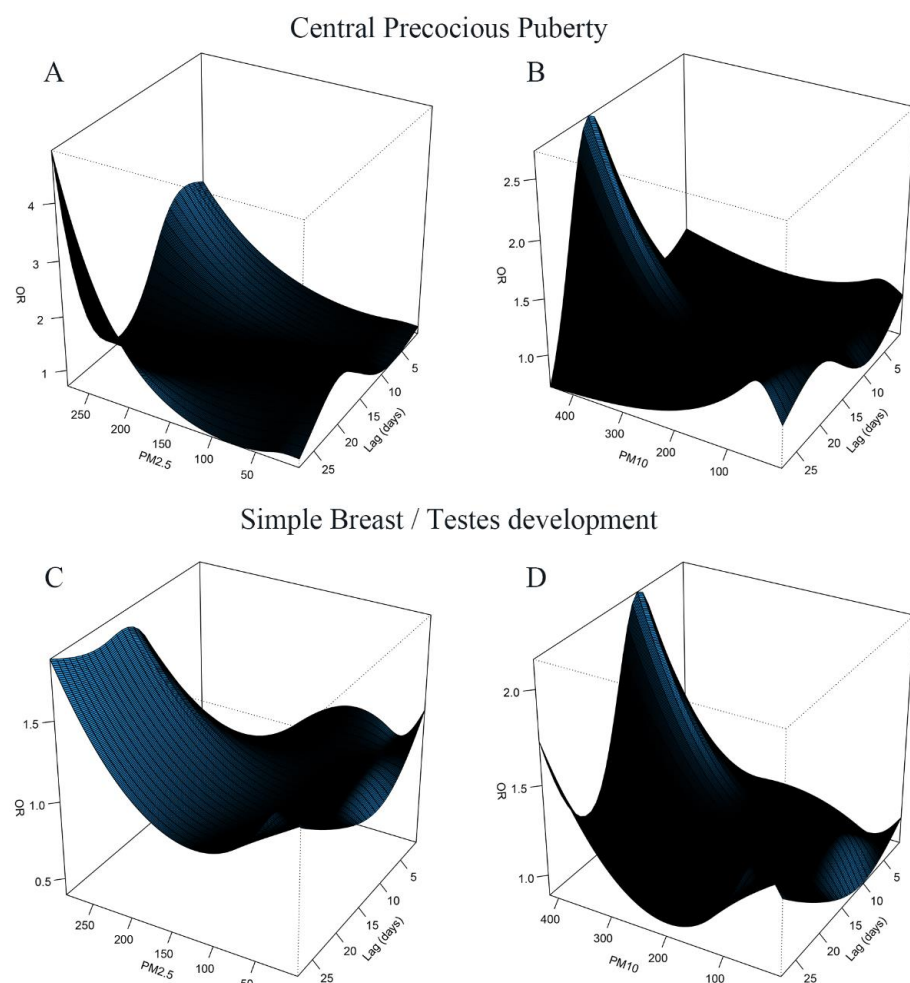 Central Precocious Puberty
A
B
4
3
2
1
OR
250
200
150
100
50
PM2.5
25
20
15
10
5
Lag (days)
2.5
2.0
1.5
1.0
OR
400
300
200
100
PM10
25
20
15
10
5
Lag (days)
Simple Breast / Testes development
C
D
1.5
1.0
0.5
OR
250
200
150
100
50
PM2.5
25
20
15
10
5
Lag (days)
2.0
1.5
1.0
OR
400
300
200
100
PM10
25
20
15
10
5
Lag (days)